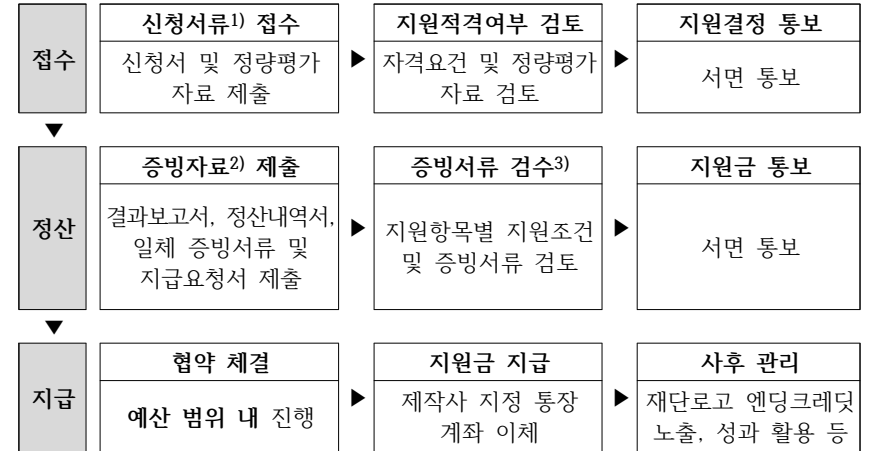 접수
신청서류1) 접수
신청서 및 정량평가
자료 제출
▶
지원적격여부 검토
자격요건 및 정량평가
자료 검토
▶
지원결정 통보
서면 통보
▼
정산
증빙자료2) 제출
결과보고서, 정산내역서,
일체 증빙서류 및
지급요청서 제출
▶
증빙서류 검수3)
지원항목별 지원조건
및 증빙서류 검토
▶
지원금 통보
서면 통보
▼
지급
협약 체결
예산 범위 내 진행
▶
지원금 지급
제작사 지정 통장
계좌 이체
▶
사후 관리
재단로고 엔딩크레딧
노출, 성과 활용 등